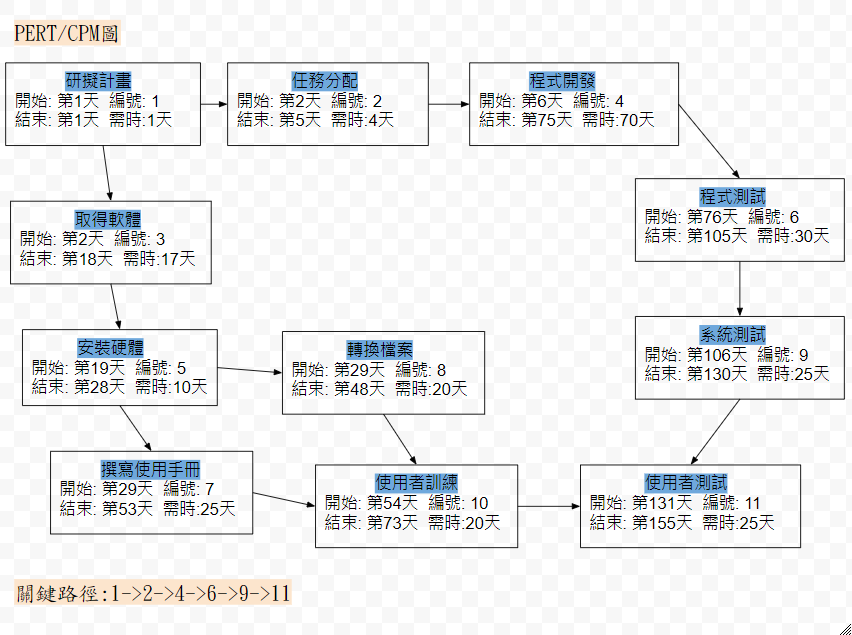 PERT/CPM圖
研擬計畫
開始: 第1天 編號: 1
結束: 第1天 需時:1天
任務分配
開始: 第2天 編號: 2
結束: 第5天 需時:4天
程式開發
開始: 第6天 編號: 4
結束: 第75天 需時:70天
取得軟體
開始: 第2天 編號: 3
結束: 第18天 需時:17天
程式測試
開始: 第76天 編號: 6
結束: 第105天 需時:30天
安裝硬體
開始: 第19天 編號: 5
結束: 第28天 需時:10天
轉換檔案
開始: 第29天 編號: 8
結束: 第48天 需時:20天
系統測試
開始: 第106天 編號: 9
結束: 第130天 需時:25天
撰寫使用手冊
開始: 第29天 編號: 7
結束: 第53天 需時:25天
使用者訓練
開始: 第54天 編號: 10
結束: 第73天 需時:20天
使用者測試
開始: 第131天 編號: 11
結束: 第155天 需時:25天
關鍵路徑:1->2->4->6->9->11